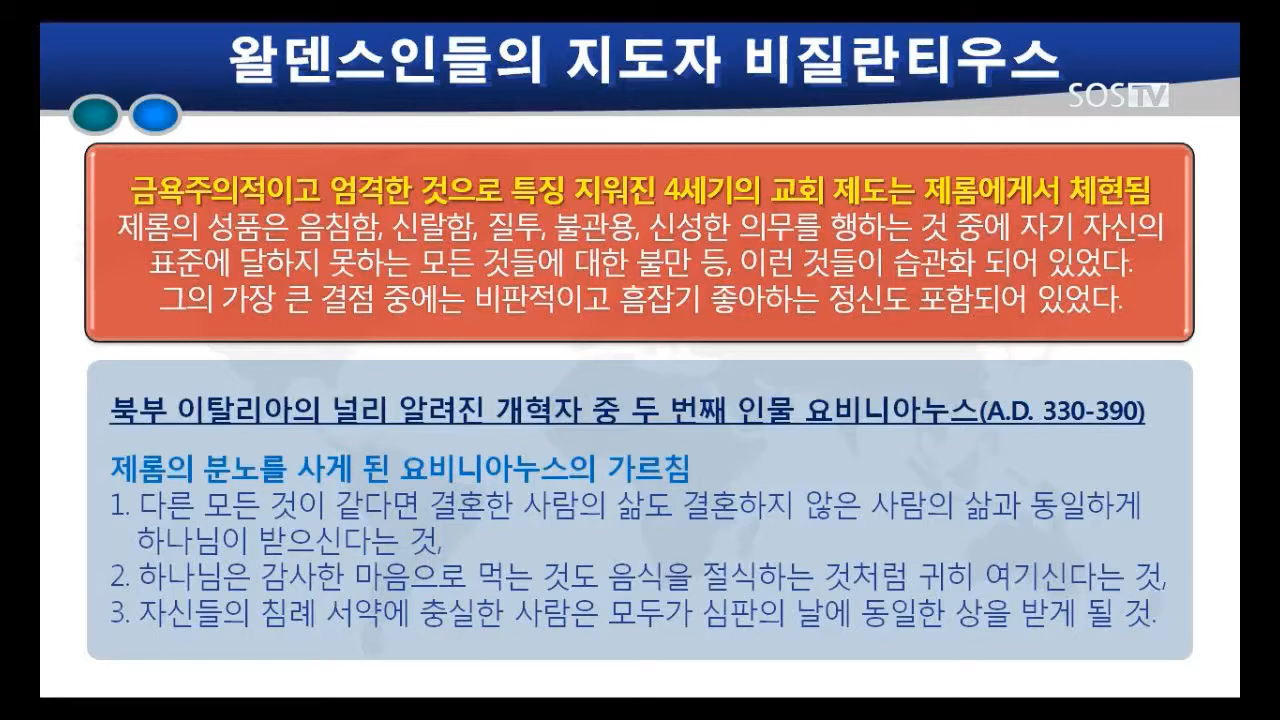 왈덴스인들의 지도자 비질란티우스
SOSTV
금욕주의적이고 엄격한 것으로 특징 지워진 4세기의 교회 제도는 제롬에게서 체현됨
제롬의 성품은 음침함, 신랄함, 질투, 불관용, 신성한 의무를 행하는 것 중에 자기 자신의
표준에 달하지 못하는 모든 것들에 대한 불만 등, 이런 것들이 습관화 되어 있었다.
그의 가장 큰 결점 중에는 비판적이고 흠잡기 좋아하는 정신도 포함되어 있었다.
북부 이탈리아의 널리 알려진 개혁자 중 두 번째 인물 요비니아누스(A.D. 330-390)
제롬의 분노를 사게 된 요비니아누스의 가르침
1. 다른 모든 것이 같다면 결혼한 사람의 삶도 결혼하지 않은 사람의 삶과 동일하게
하나님이 받으신다는 것,
2. 하나님은 감사한 마음으로 먹는 것도 음식을 절식하는 것처럼 귀히 여기신다는 것,
3. 자신들의 침례 서약에 충실한 사람은 모두가 심판의 날에 동일한 상을 받게 될 것.